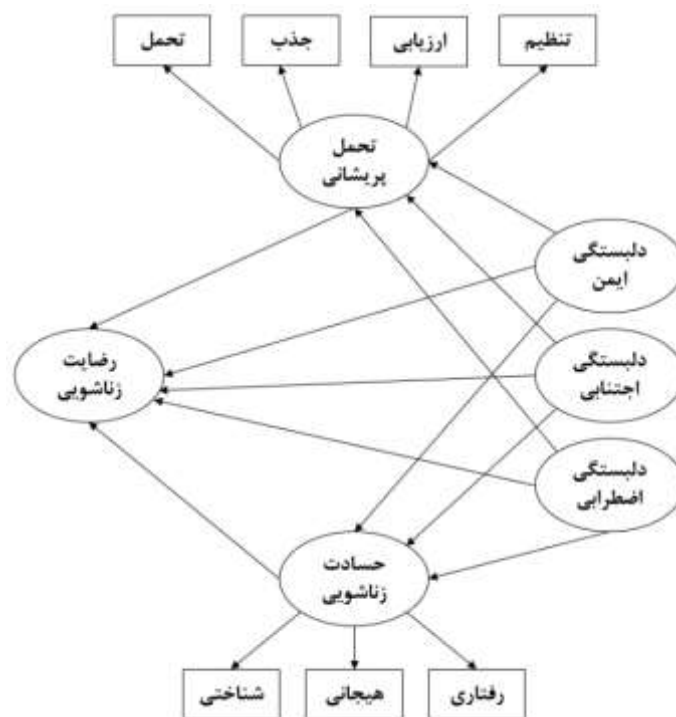 تنظیم
ارزیابی
جذب
تحمل
تحمل
پریشانی
دلبستگی
ایمن
دلبستگی
اجتنابی
رضایت
زناشویی
دلبستگی
اضطرابی
حسادت
زناشویی
رفتاری
هیجانی
شناختی